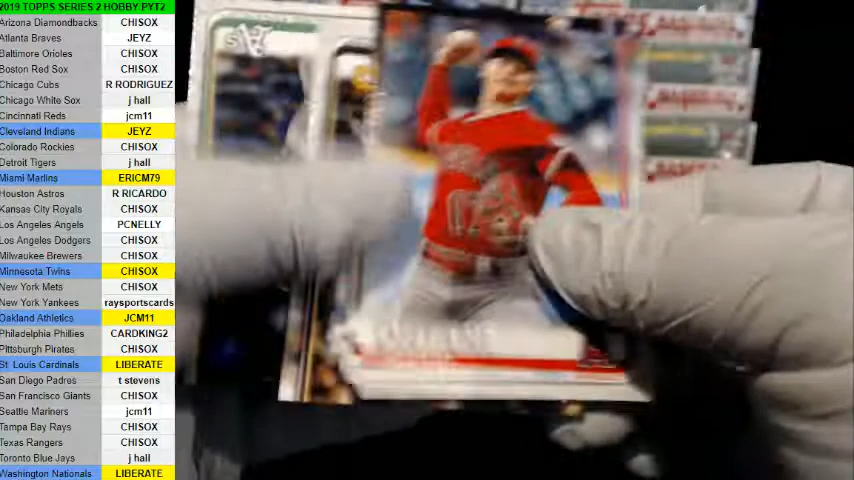 2019 TOPPS SERIES 2 HOBBY PYT2
Arizona Diamondbacks CHISOX
Atlanta Braves JEYZ
Baltimore Orioles CHISOX
Boston Red Sox CHISOX
Chicago Cubs R RODRIGUEZ
Chicago White Sox j hall
Cincinnati Reds jcm11
Cleveland Indians JEYZ
Colorado Rockies CHISOX
Detroit Tigers j hall
Miami Marlins ERICM79
Houston Astros R RICARDO
Kansas City Royals CHISOX
Los Angeles Angels PCNELLY
Los Angeles Dodgers CHISOX
Milwaukee Brewers CHISOX
Minnesota Twins CHISOX
New York Mets CHISOX
New York Yankees raysportscards
Oakland Athletics JCM11
Philadelphia Phillies CARDKING2
Pittsburgh Pirates CHISOX
St. Louis Cardinals LIBERATE
San Diego Padres t stevens
San Francisco Giants CHISOX
Seattle Mariners jcm11
Tampa Bay Rays CHISOX
Texas Rangers CHISOX
Toronto Blue Jays j hall
Washington Nationals LIBERATE
A's